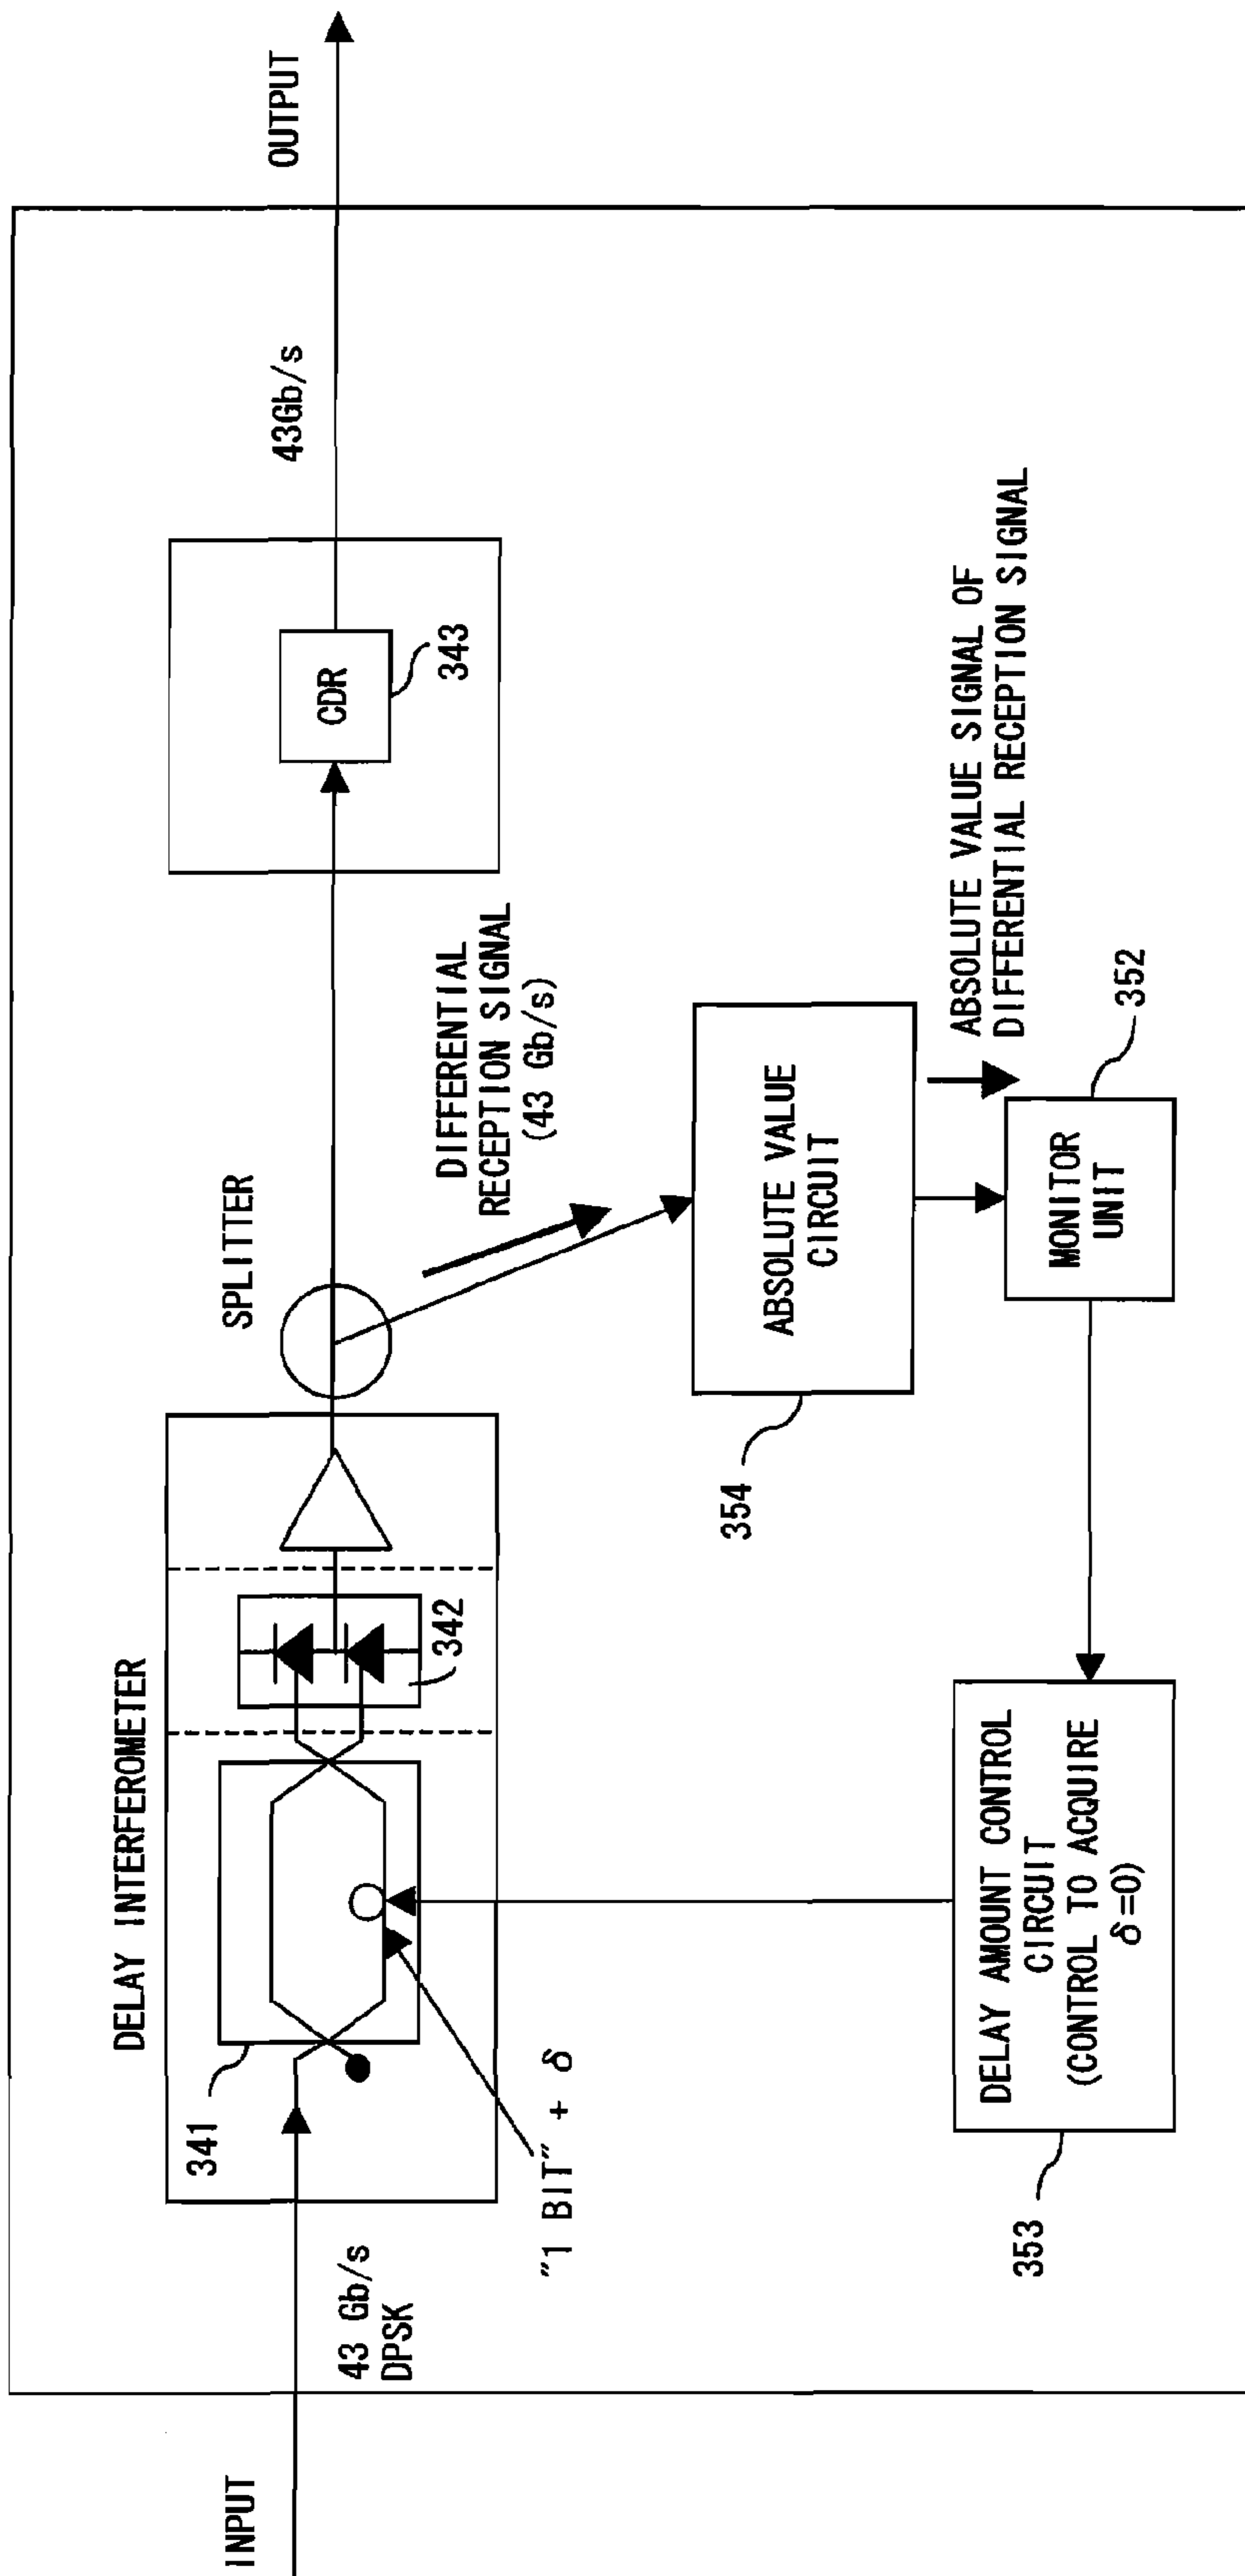 INPUT
43 Gb/s
DPSK
DELAY INTERFEROMETER
341
"1 BIT" + δ
342
SPLITTER
DIFFERENTIAL
RECEPTION SIGNAL
(43 Gb/s)
CDR
343
43Gb/s
OUTPUT
353
DELAY AMOUNT CONTROL
CIRCUIT
(CONTROL TO ACQUIRE
δ=0)
354
ABSOLUTE VALUE
CIRCUIT
ABSOLUTE VALUE SIGNAL OF
DIFFERENTIAL RECEPTION SIGNAL
MONITOR
UNIT
352